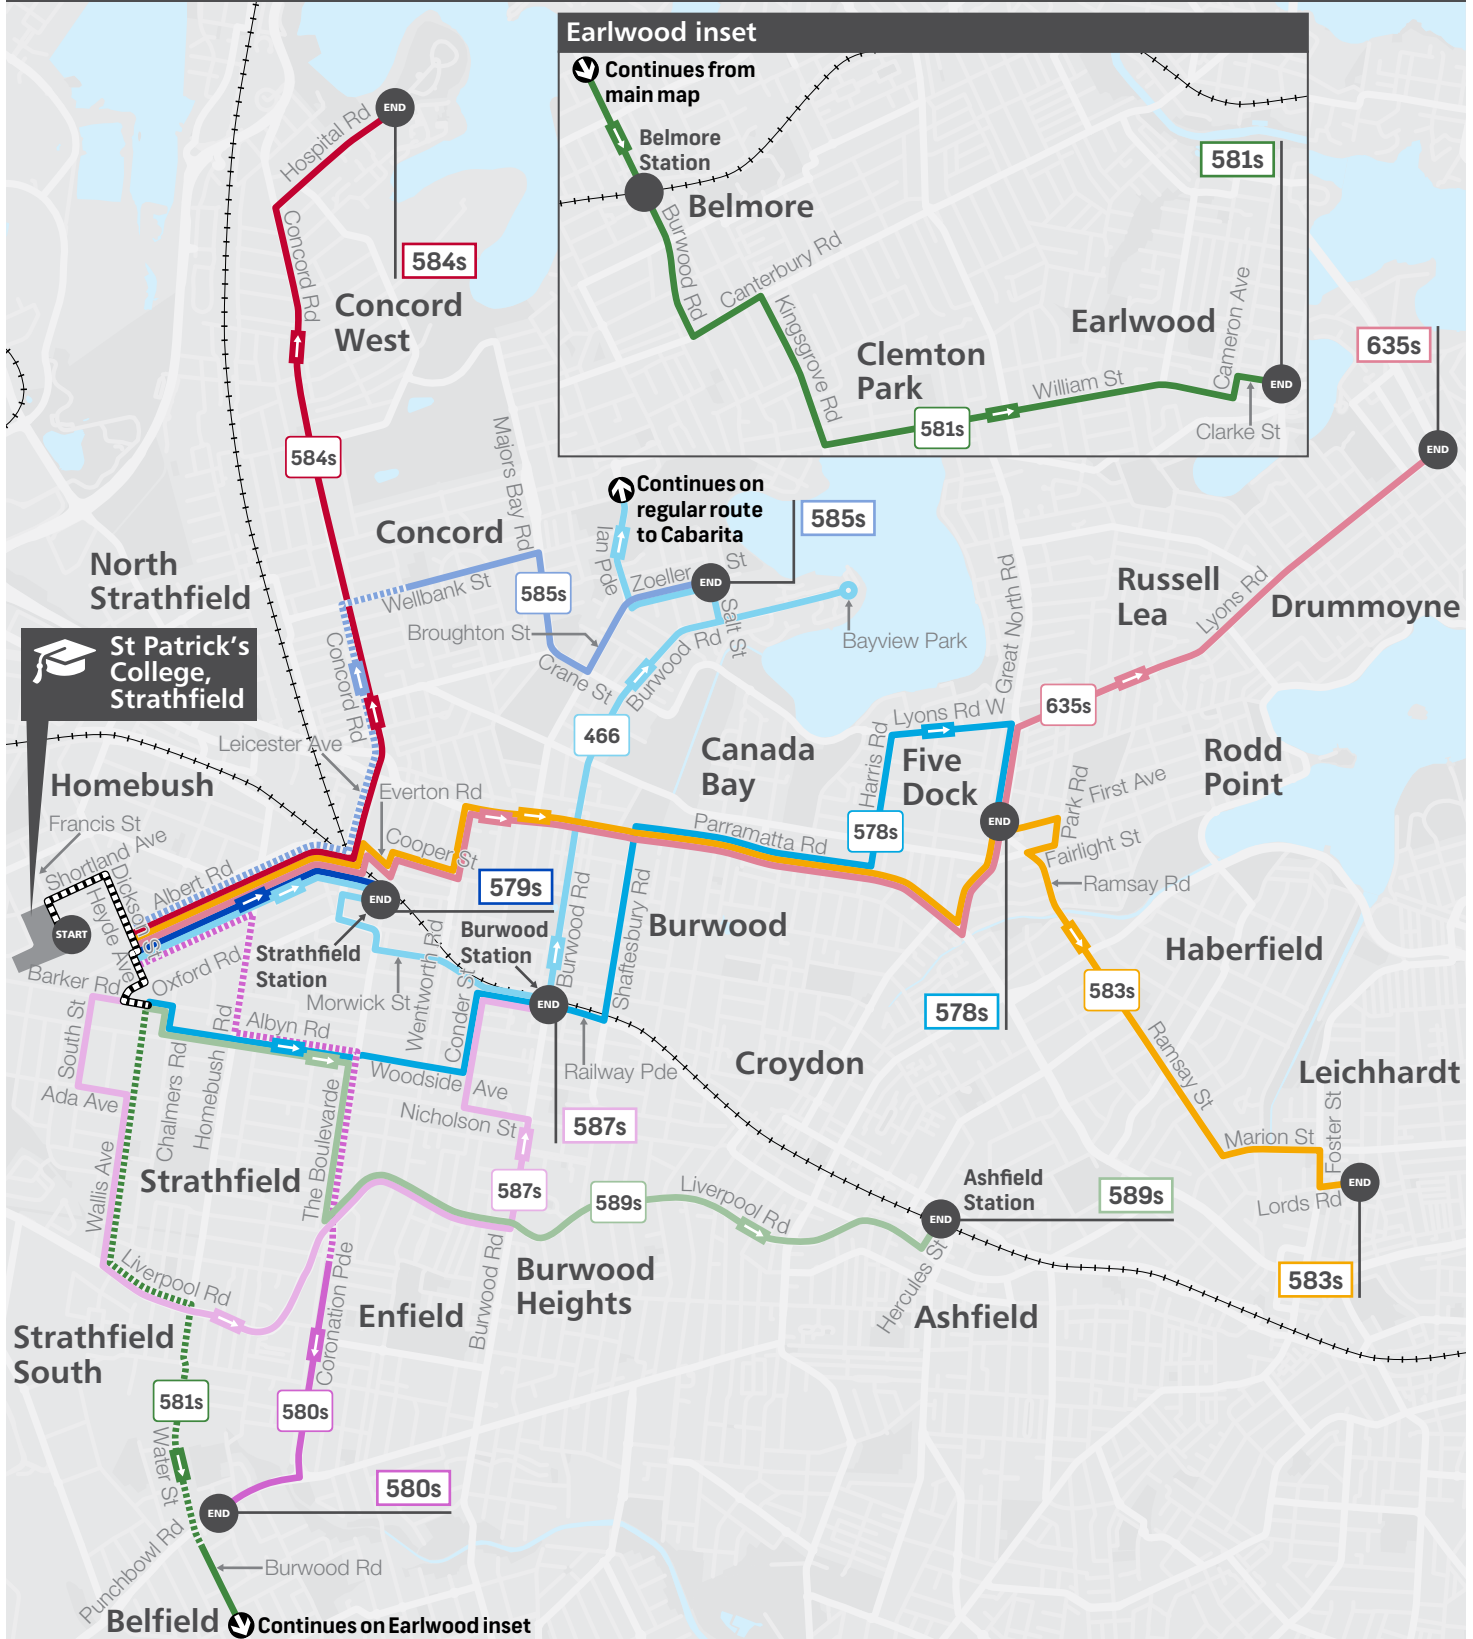 Earlwood inset
Continues from
main map
Belmore
Station
Belmore
Burwood Rd
Canterbury Rd
Kingsgrove Rd
Clemton
Park
581s
William St
Earlwood
Cameron Ave
Clarke St
END
581s
END
Hospital Rd
Concord Rd
584s
Concord
West
584s
635s
END
Majors Bay Rd
Continues on
regular route
to Cabarita
585s
Concord
Ian Pde
Zoeller St
END
North
Strathfield
Wellbank St
585s
Broughton St
Crane St
Salt St
Burwood Rd
Bayview Park
Great North Rd
Russell
Lea
Lyons Rd
Drummoyne
St Patrick's
College,
Strathfield
Concord Rd
466
Leicester Ave
Canada
Bay
Harris Rd
Lyons Rd W
Five
Dock
635s
Rodd
Point
Homebush
Everton Rd
Cooper St
Parramatta Rd
578s
END
Park Rd
First Ave
Fairlight St
Ramsay Rd
Francis St
Shortland Ave
Dickson St
Heyde Ave
Albert Rd
START
579s
END
Burwood
Station
Strathfield
Station
Burwood Rd
Shaftesbury Rd
Burwood
Haberfield
Barker Rd
Oxford Rd
Morwick St
Wentworth Rd
Conder St
END
578s
583s
South St
Ada Ave
Chalmers Rd
Homebush Rd
Albyn Rd
Woodside Ave
Railway Pde
Croydon
Ramsay St
Leichhardt
Nicholson St
587s
Marion St
Foster St
Wallis Ave
Strathfield
The Boulevarde
587s
589s
Liverpool Rd
Ashfield
Station
END
589s
Lords Rd
END
Liverpool Rd
Coronation Pde
Burwood Rd
Burwood
Heights
Hercules St
583s
Enfield
Ashfield
Strathfield
South
581s
580s
Water St
580s
END
Punchbowl Rd
Burwood Rd
Belfield
Continues on Earlwood inset